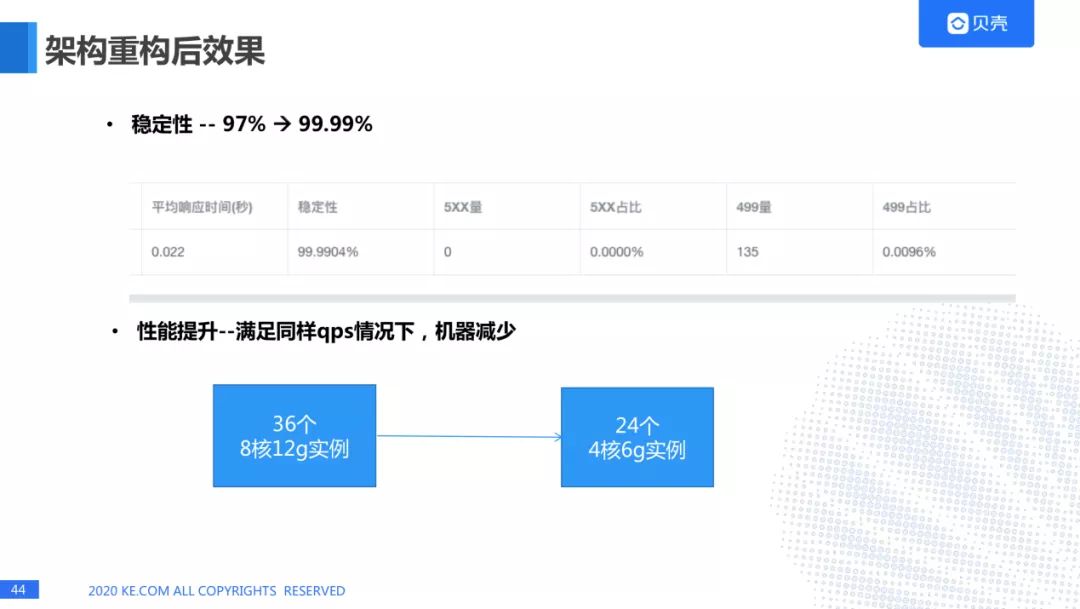 贝壳
架构重构后效果
• 稳定性 -- 97% → 99.99%
平均响应时间(秒) 稳定性 5XX量 5XX占比 499量 499占比
0.022 99.9904% 0 0.0000% 135 0.0096%
• 性能提升--满足同样qps情况下，机器减少
36个
8核12g实例
24个
4核6g实例
44
2020 KE.COM ALL COPYRIGHTS RESERVED